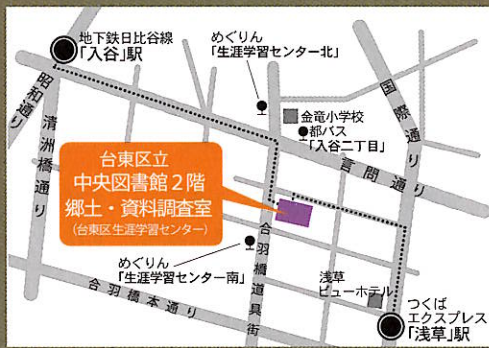 地下鉄日比谷線
「入谷」駅
めぐりん
「生涯学習センター北」
金竜小学校
都バス
「入谷二丁目」
国際通り
昭和通り
清洲橋通り
言問通り
台東区立
中央図書館2階
郷土・資料調査室
(台東区生涯学習センター)
めぐりん
「生涯学習センター南」
合羽橋道具街
合羽橋本通り
浅草
ビューホテル
つくば
エクスプレス
「浅草」駅